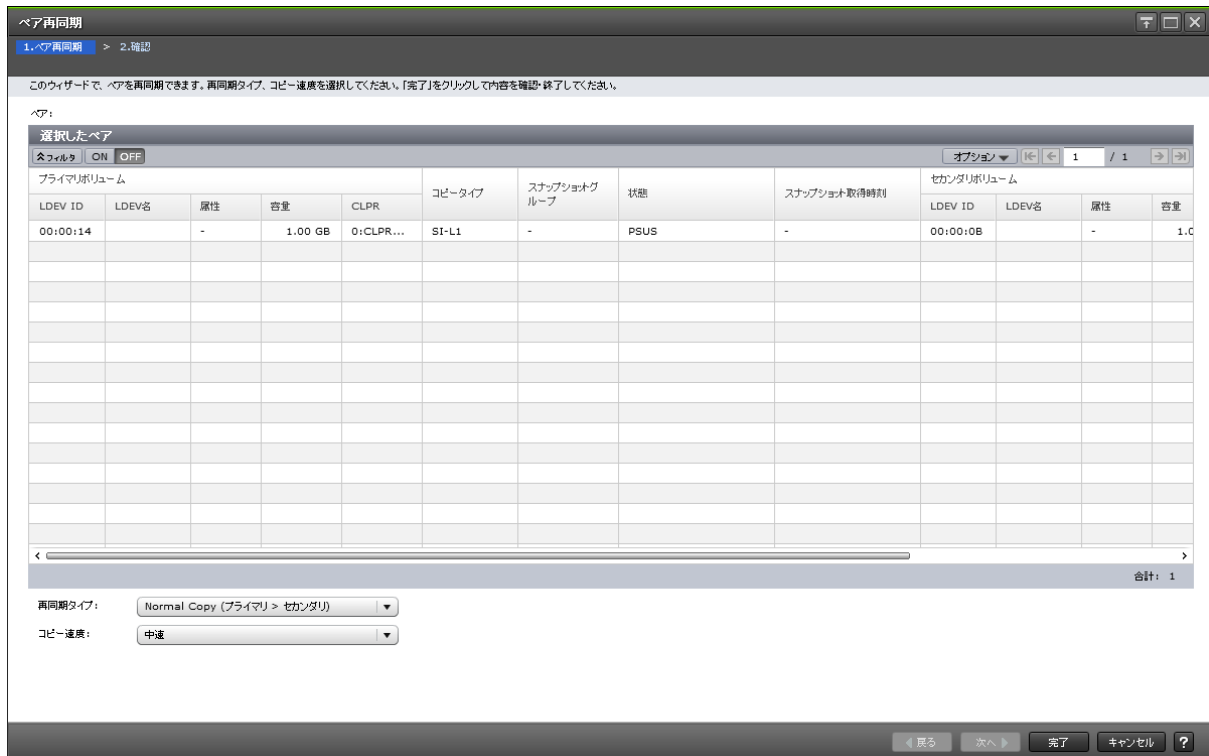 ペア再同期
1.ペア再同期 > 2.確認
このウィザードで、ペアを再同期できます。再同期タイプ、コピー速度を選択してください。「完了」をクリックして内容を確認・終了してください。
ペア:
選択したペア
フィルタ ON OFF オプション 1 / 1
プライマリボリューム コピータイプ スナップショットグループ 状態 スナップショット取得時刻 セカンダリボリューム
LDEV ID LDEV名 属性 容量 CLPR LDEV ID LDEV名 属性 容量
00:00:14 - 1.00 GB 0:CLPR... SI-L1 - PSUS - 00:00:0B - 1.0
合計: 1
再同期タイプ: Normal Copy (プライマリ > セカンダリ)
コピー速度: 中速
戻る 次へ 完了 キャンセル ?